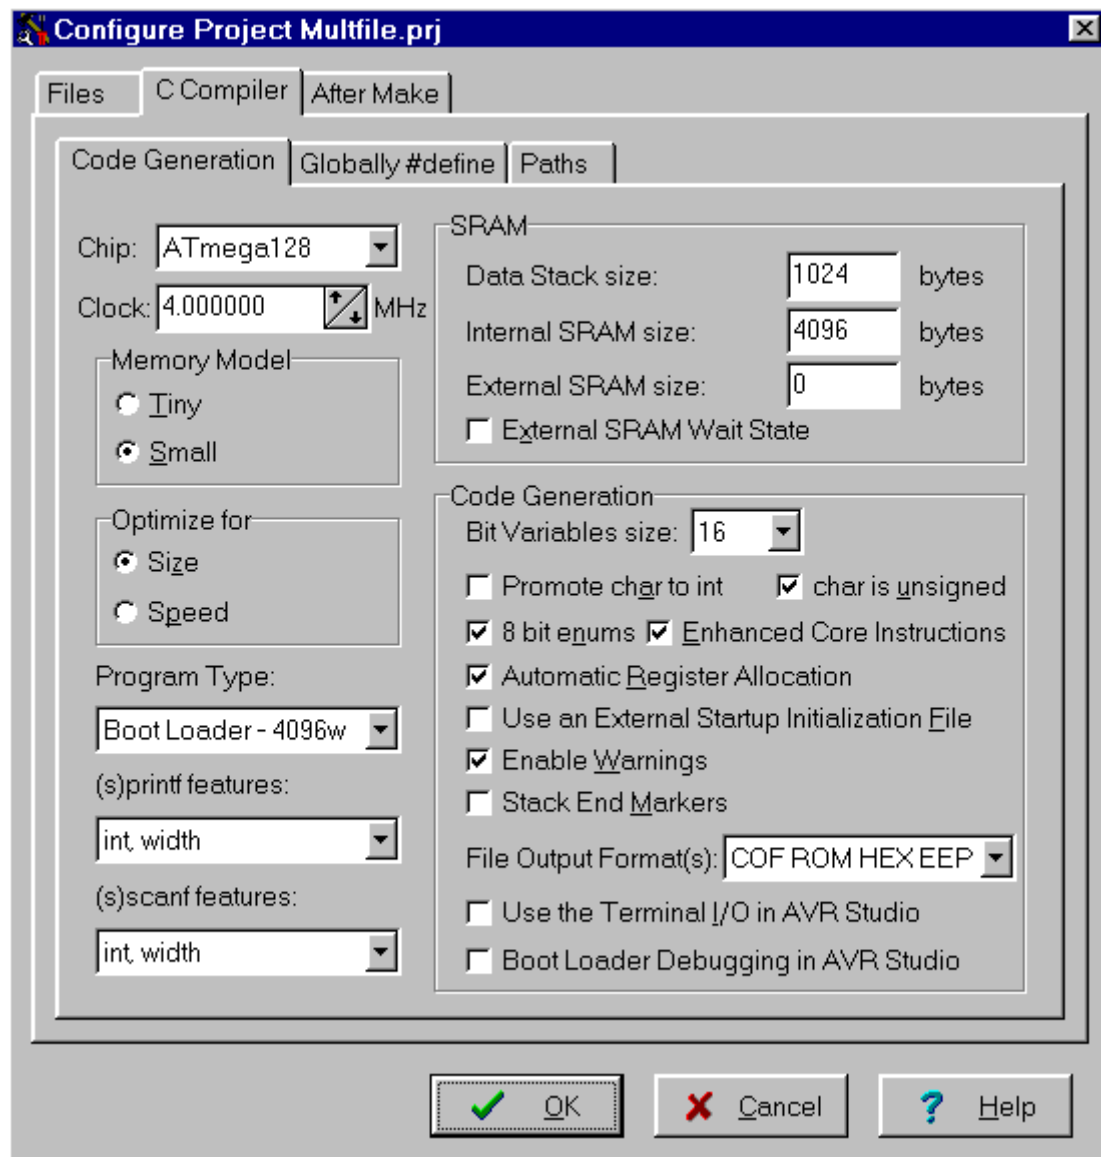 Configure Project Multfile.prj
Files
C Compiler
After Make
Code Generation
Globally #define
Paths
Chip:
ATmega128
Clock:
4.000000
MHz
Memory Model
Tiny
Small
Optimize for
Size
Speed
Program Type:
Boot Loader - 4096w
(s)printf features:
int, width
(s)scanf features:
int, width
SRAM
Data Stack size:
1024
bytes
Internal SRAM size:
4096
bytes
External SRAM size:
0
bytes
External SRAM Wait State
Code Generation
Bit Variables size:
16
Promote char to int
char is unsigned
8 bit enums
Enhanced Core Instructions
Automatic Register Allocation
Use an External Startup Initialization File
Enable Warnings
Stack End Markers
File Output Format(s):
COF ROM HEX EEP
Use the Terminal I/O in AVR Studio
Boot Loader Debugging in AVR Studio
OK
Cancel
? Help